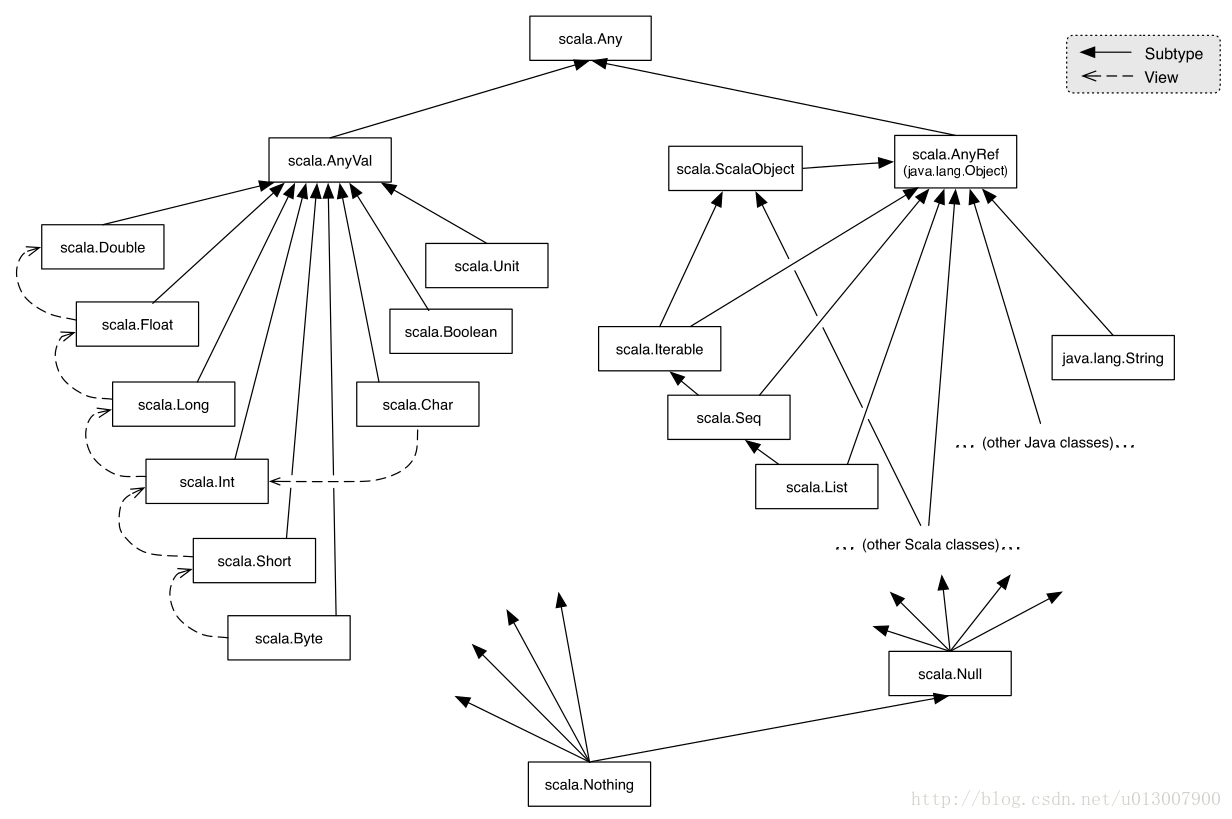 scala.Any
Subtype
View
scala.AnyVal
scala.ScalaObject
scala.AnyRef
(java.lang.Object)
scala.Double
scala.Unit
scala.Float
scala.Boolean
scala.Iterable
java.lang.String
scala.Long
scala.Char
scala.Seq
... (other Java classes)...
scala.Int
scala.List
... (other Scala classes)...
scala.Short
scala.Byte
scala.Null
scala.Nothing
http://blog.csdn.net/u013007900